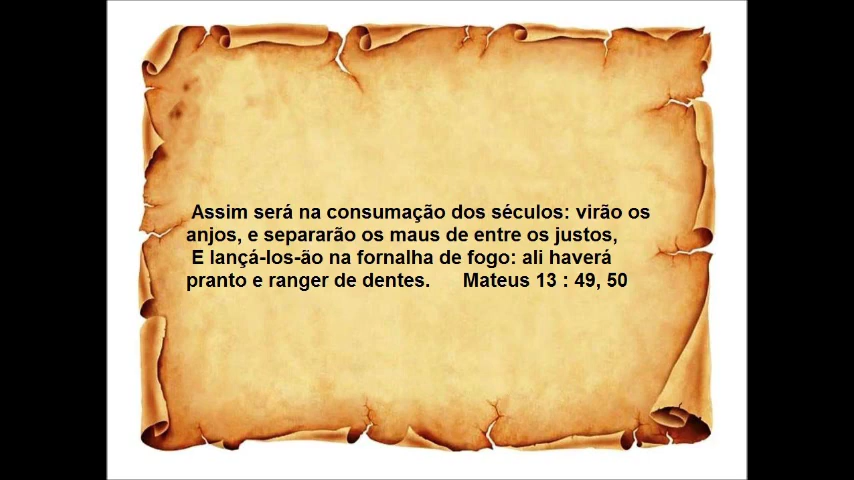 Assim será na consumação dos séculos: virão os
anjos, e separarão os maus de entre os justos,
E lançá-los-ão na fornalha de fogo: ali haverá
pranto e ranger de dentes. Mateus 13 : 49, 50